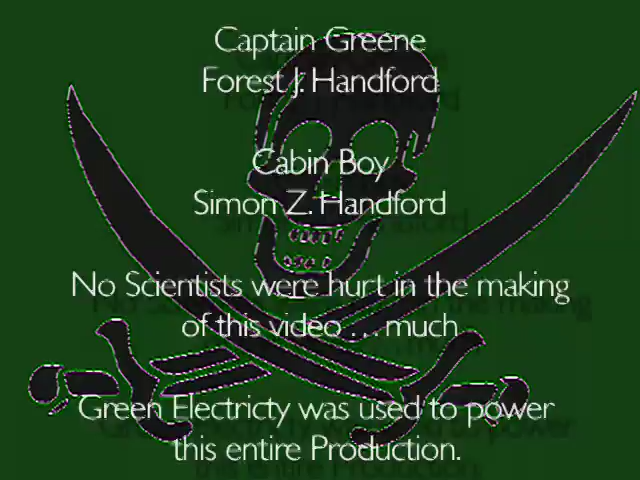 Captain Greene
Forest J. Handford
Cabin Boy
Simon Z. Handford
No Scientists were hurt in the making
of this video . . . much
Green Electricty was used to power
this entire Production.